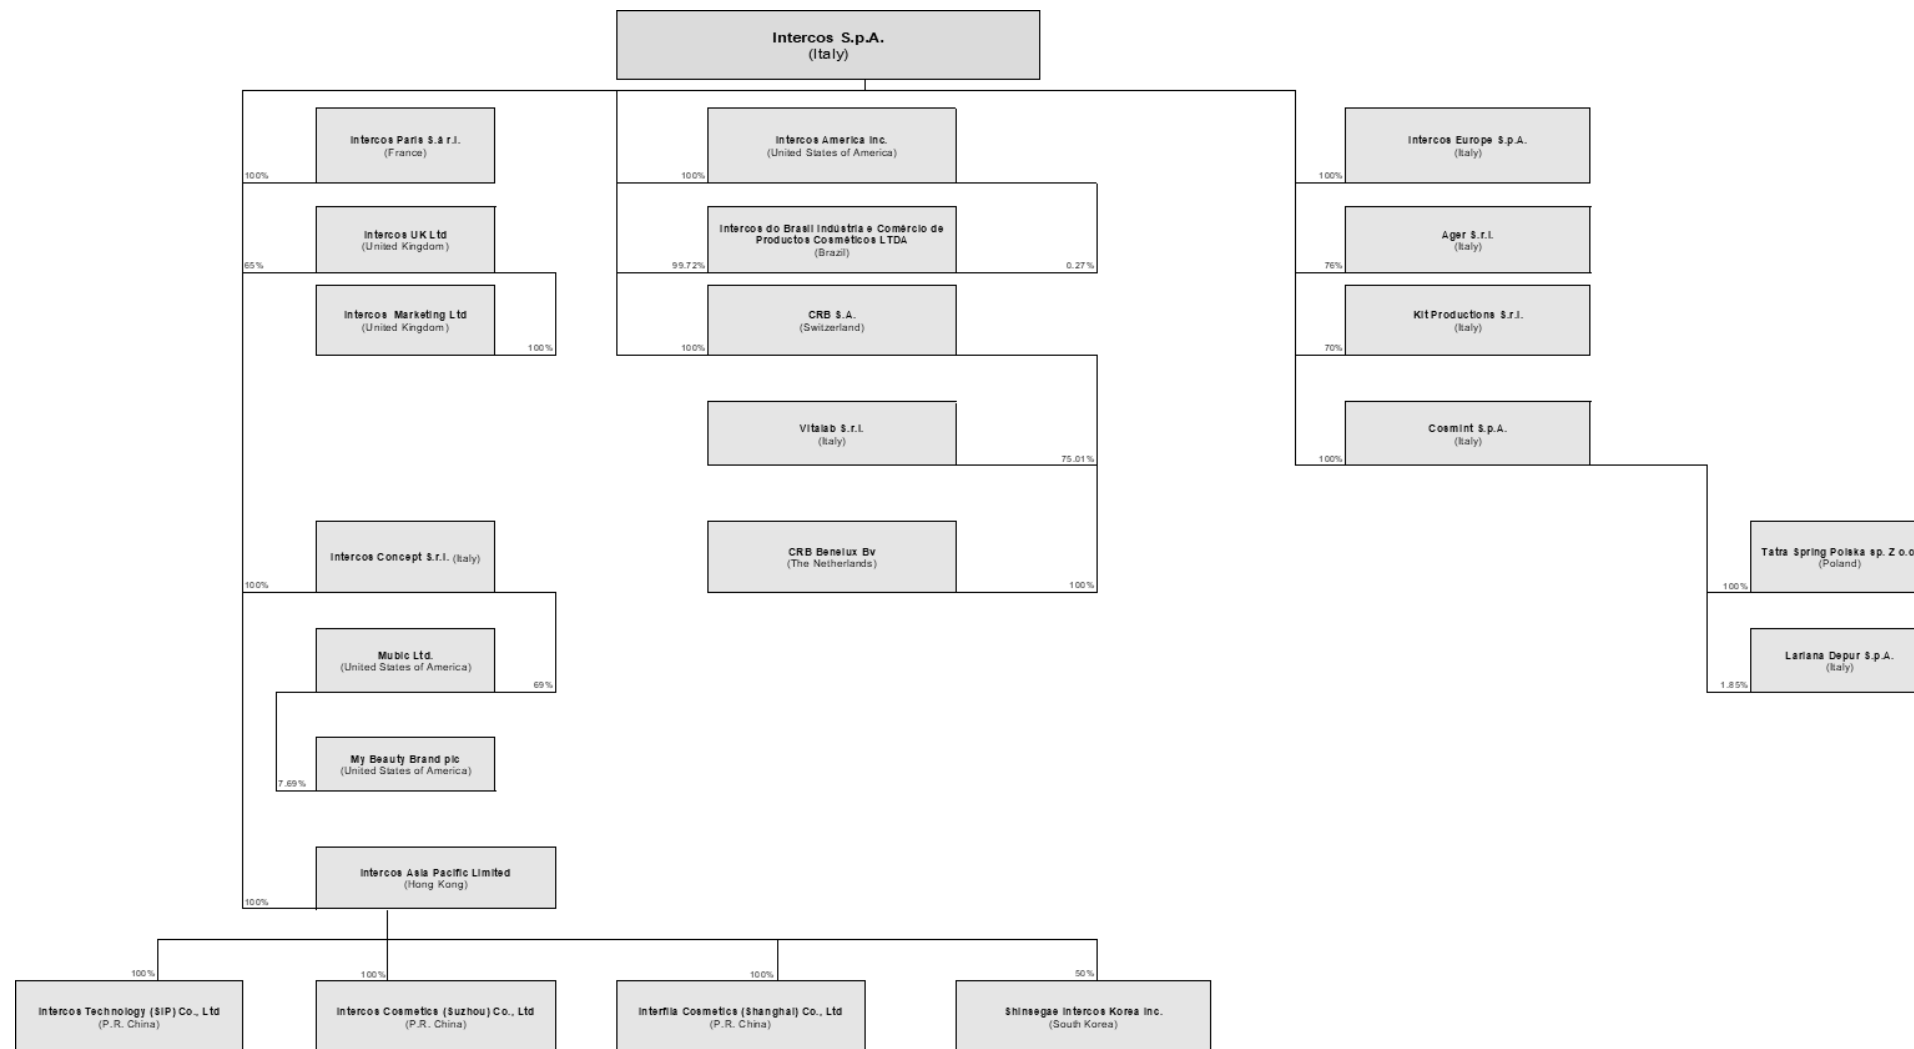 Intercos S.p.A.
(Italy)
Intercos Paris S.à r.l.
(France)
100%
Intercos America Inc.
(United States of America)
100%
Intercos Europe S.p.A.
(Italy)
100%
Intercos UK Ltd
(United Kingdom)
65%
Intercos do Brasil Indústria e Comércio de
Productos Cosméticos LTDA
(Brazil)
99.72%
0.27%
Ager S.r.l.
(Italy)
76%
Intercos Marketing Ltd
(United Kingdom)
100%
CRB S.A.
(Switzerland)
100%
Kit Productions S.r.l.
(Italy)
70%
Vitalab S.r.l.
(Italy)
75.01%
Cosmint S.p.A.
(Italy)
100%
Intercos Concept S.r.l. (Italy)
100%
CRB Benelux Bv
(The Netherlands)
100%
Tatra Spring Polska sp. Z o.o
(Poland)
100%
Mubic Ltd.
(United States of America)
69%
Lariana Depur S.p.A.
(Italy)
1.85%
My Beauty Brand plc
(United States of America)
7.69%
Intercos Asia Pacific Limited
(Hong Kong)
100%
100%
100%
100%
50%
Intercos Technology (SIP) Co., Ltd
(P.R. China)
Intercos Cosmetics (Suzhou) Co., Ltd
(P.R. China)
Interfila Cosmetics (Shanghai) Co., Ltd
(P.R. China)
Shinsegae Intercos Korea Inc.
(South Korea)